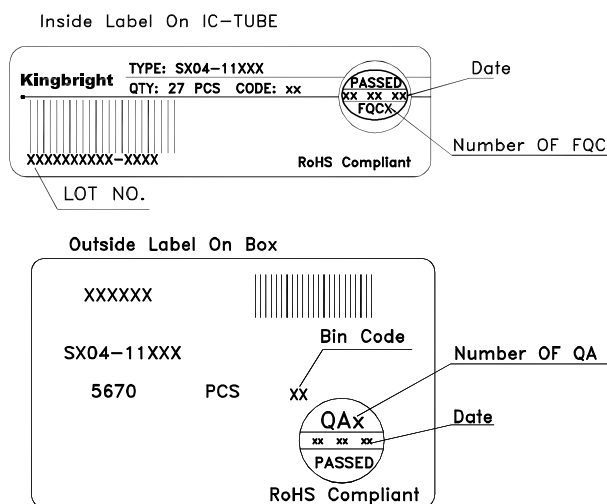 Inside Label On IC-TUBE
Kingbright
TYPE: SX04-11XXX
QTY: 27 PCS CODE: xx
PASSED
xx xx xx
FQCX
Date
Number OF FQC
XXXXXXXXXX-XXXX
RoHS Compliant
LOT NO.
Outside Label On Box
XXXXXX
Bin Code
SX04-11XXX
5670 PCS xx
Number OF QA
QAx
Date
xx xx xx
PASSED
RoHS Compliant